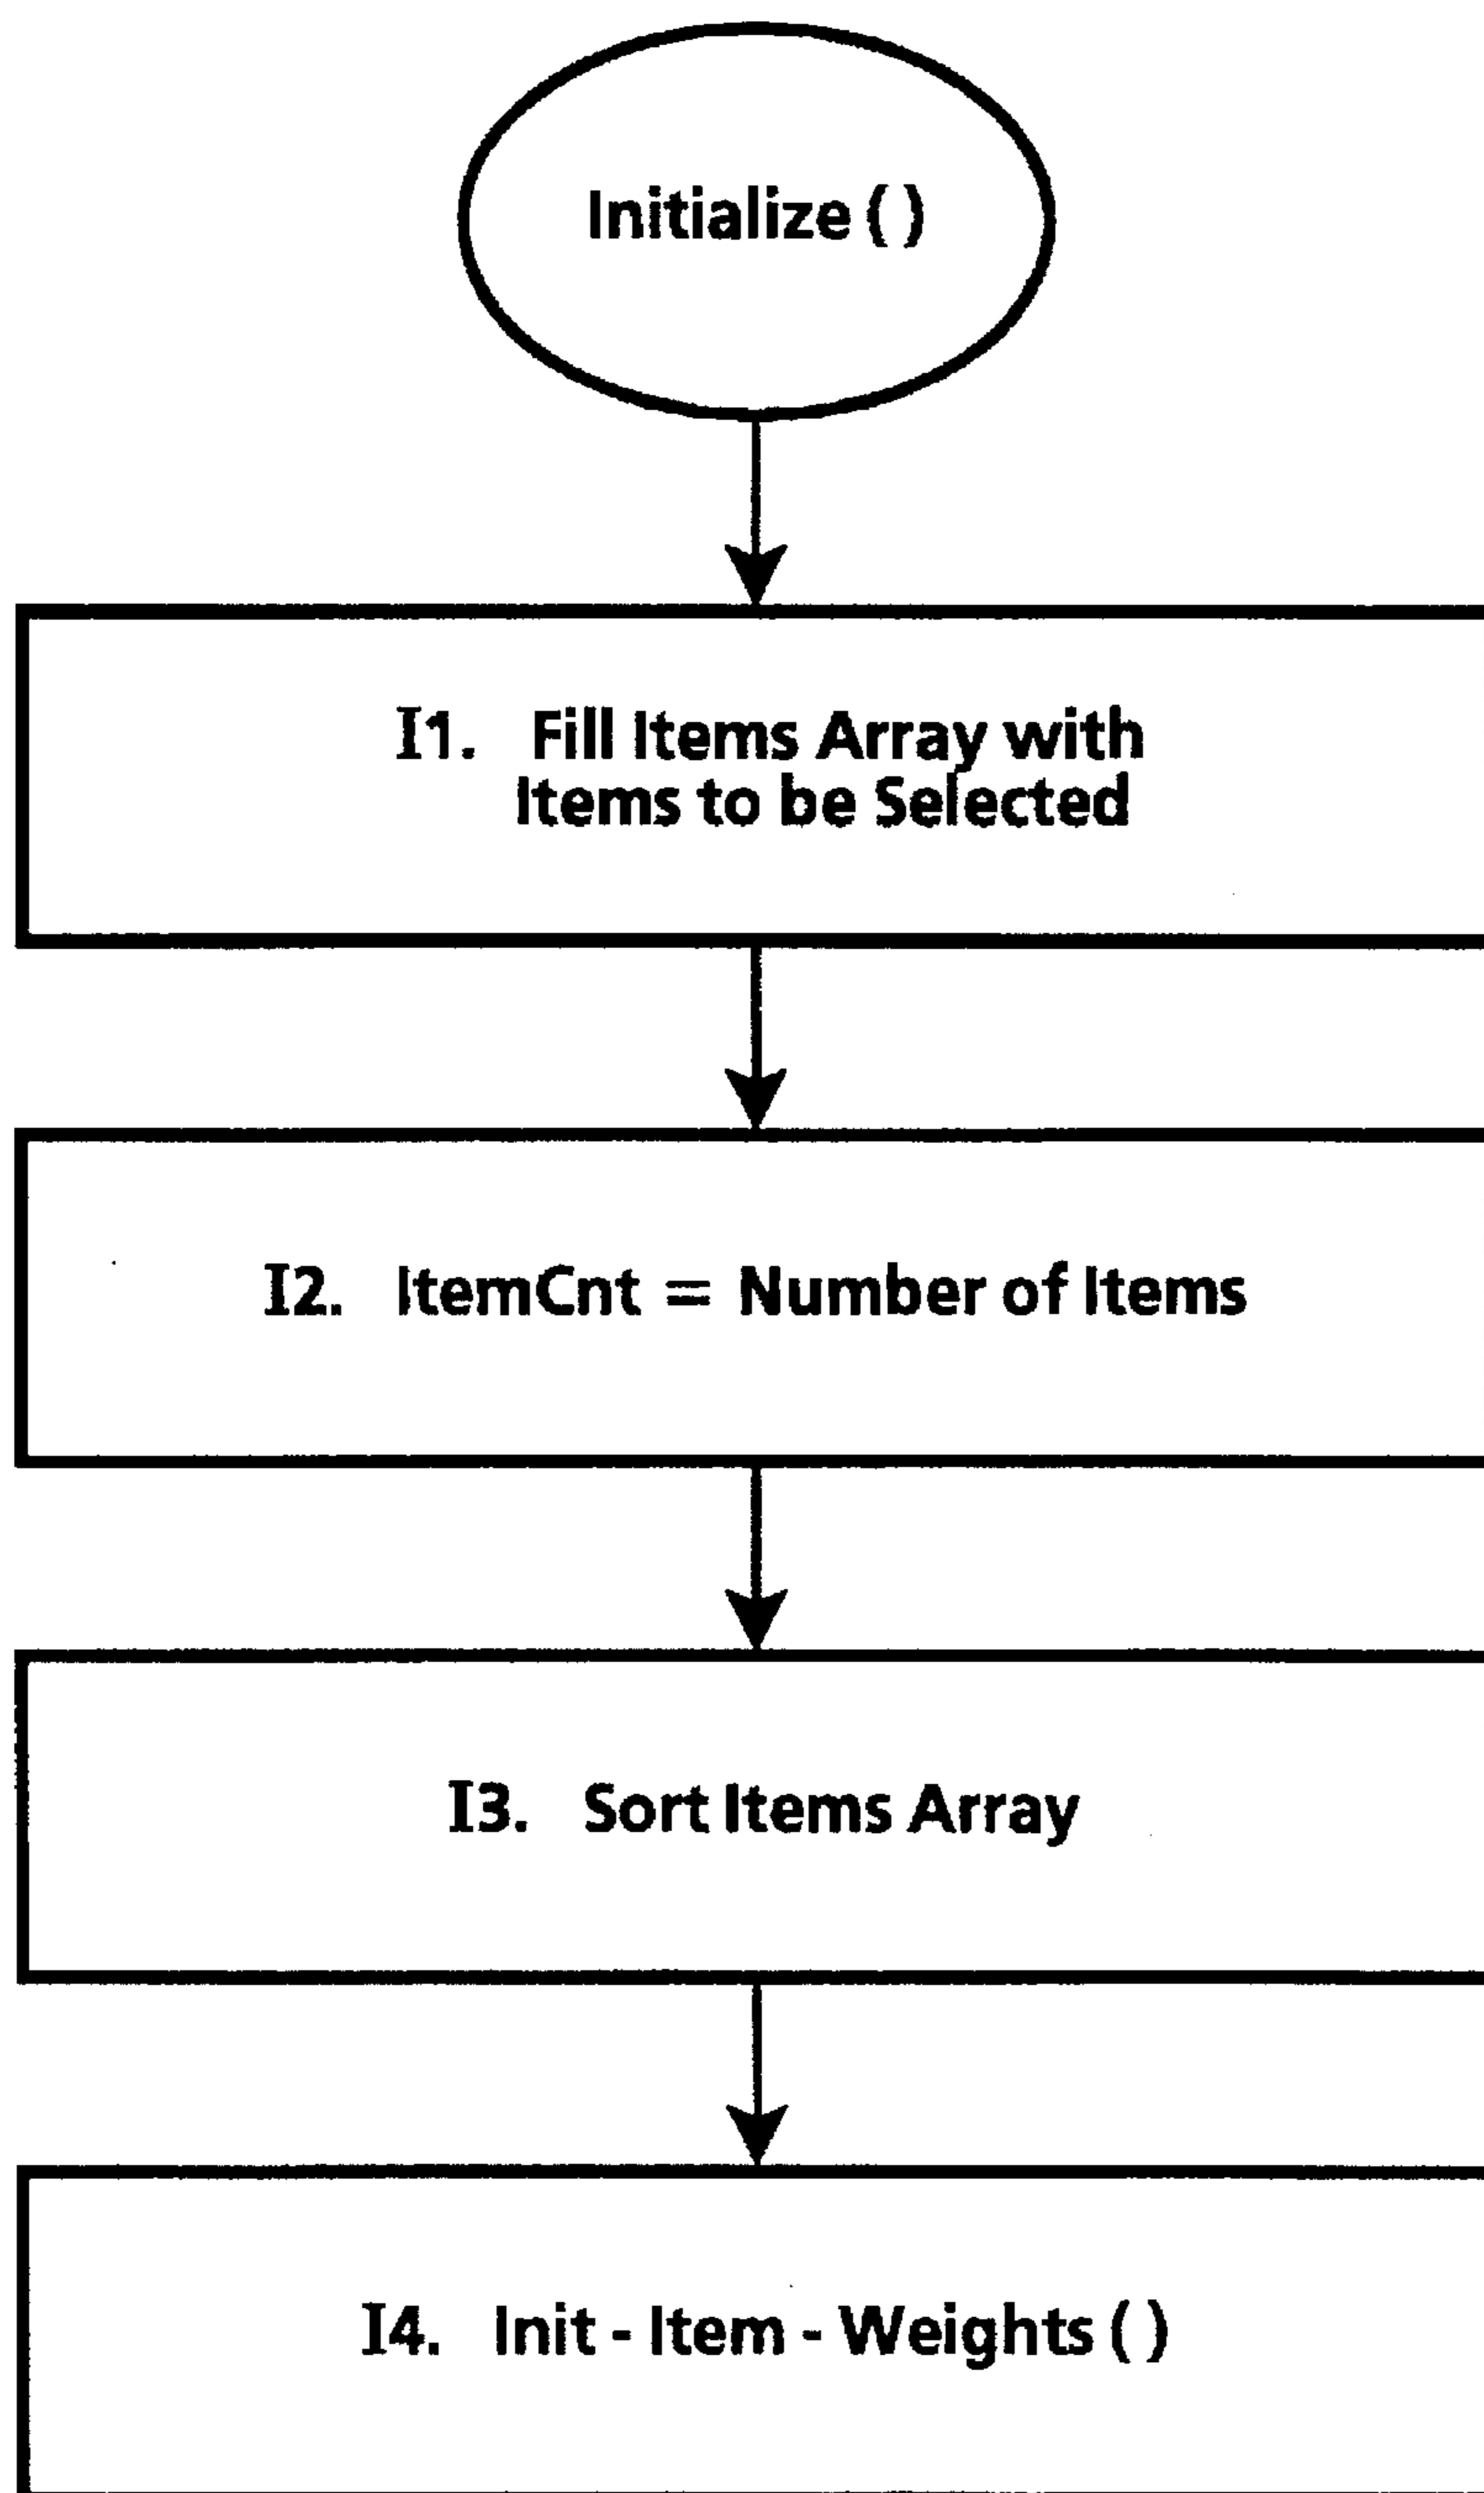 Initialize ( )
I1. Fill Items Array with
Items to be Selected
I2. ItemCnt = Number of Items
I3. Sort Items Array
I4. Init - Item - Weights ( )